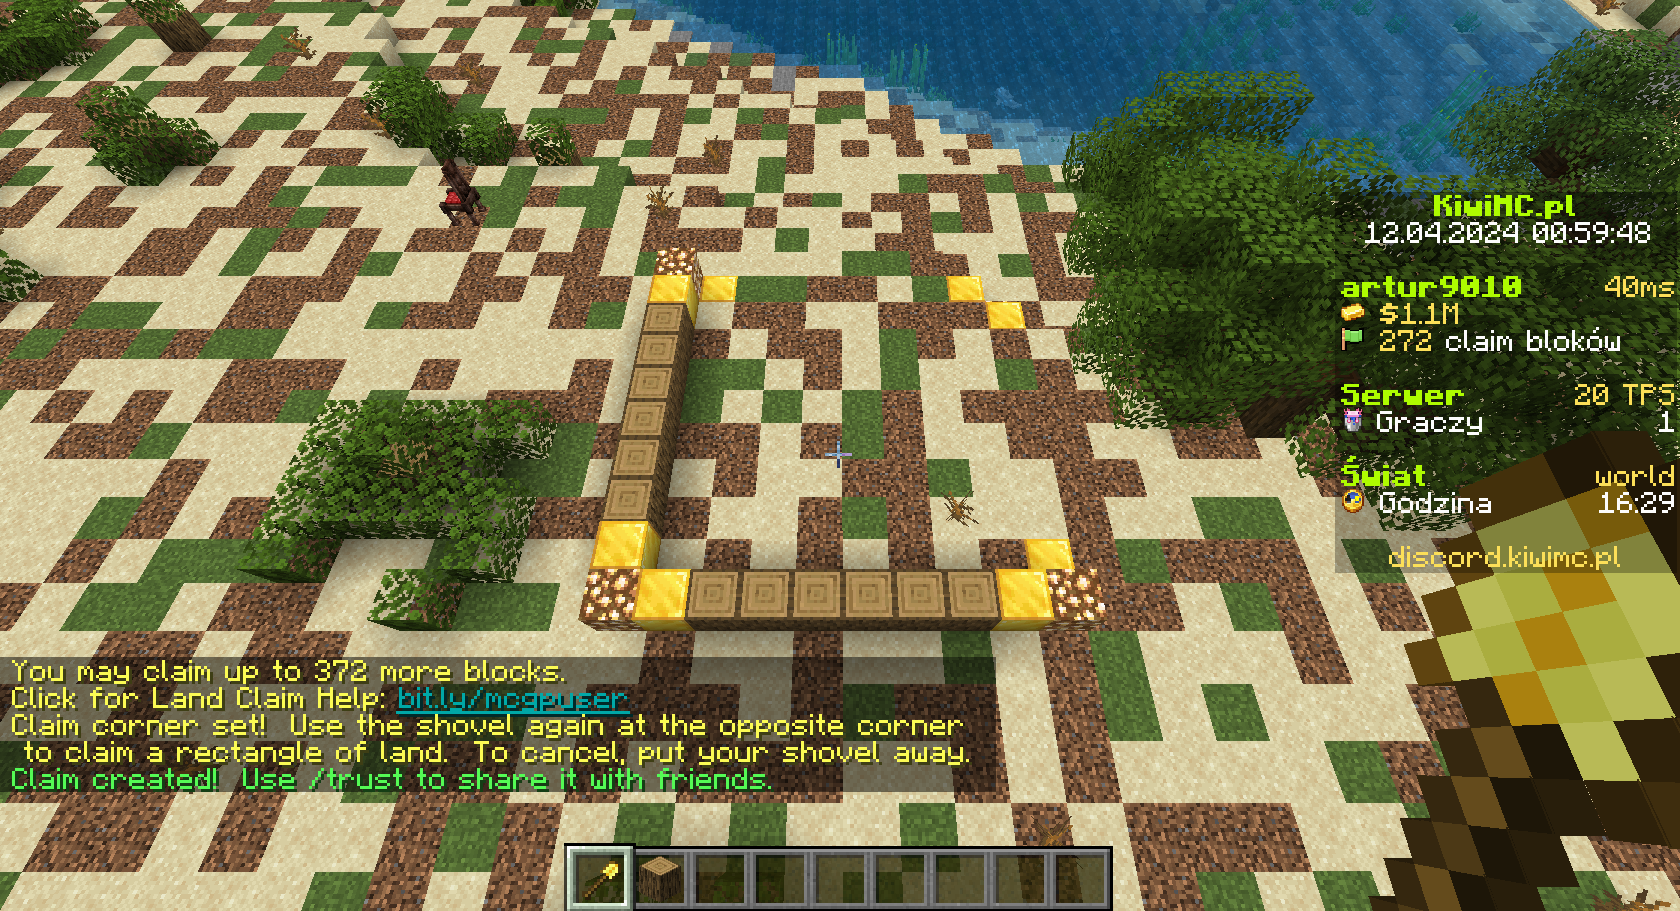 KiwiMC.pl
12.04.2024 00:59:48
artur9010 40ms
$1.1M
272 claim bloków
Serwer 20 TPS
Graczy 1
Świat world
Godzina 16:29
discord.kiwimc.pl
You may claim up to 372 more blocks.
Click for Land Claim Help: bit.ly/mcgpuser
Claim corner set!  Use the shovel again at the opposite corner
to claim a rectangle of land.  To cancel, put your shovel away.
Claim created!  Use /trust to share it with friends.